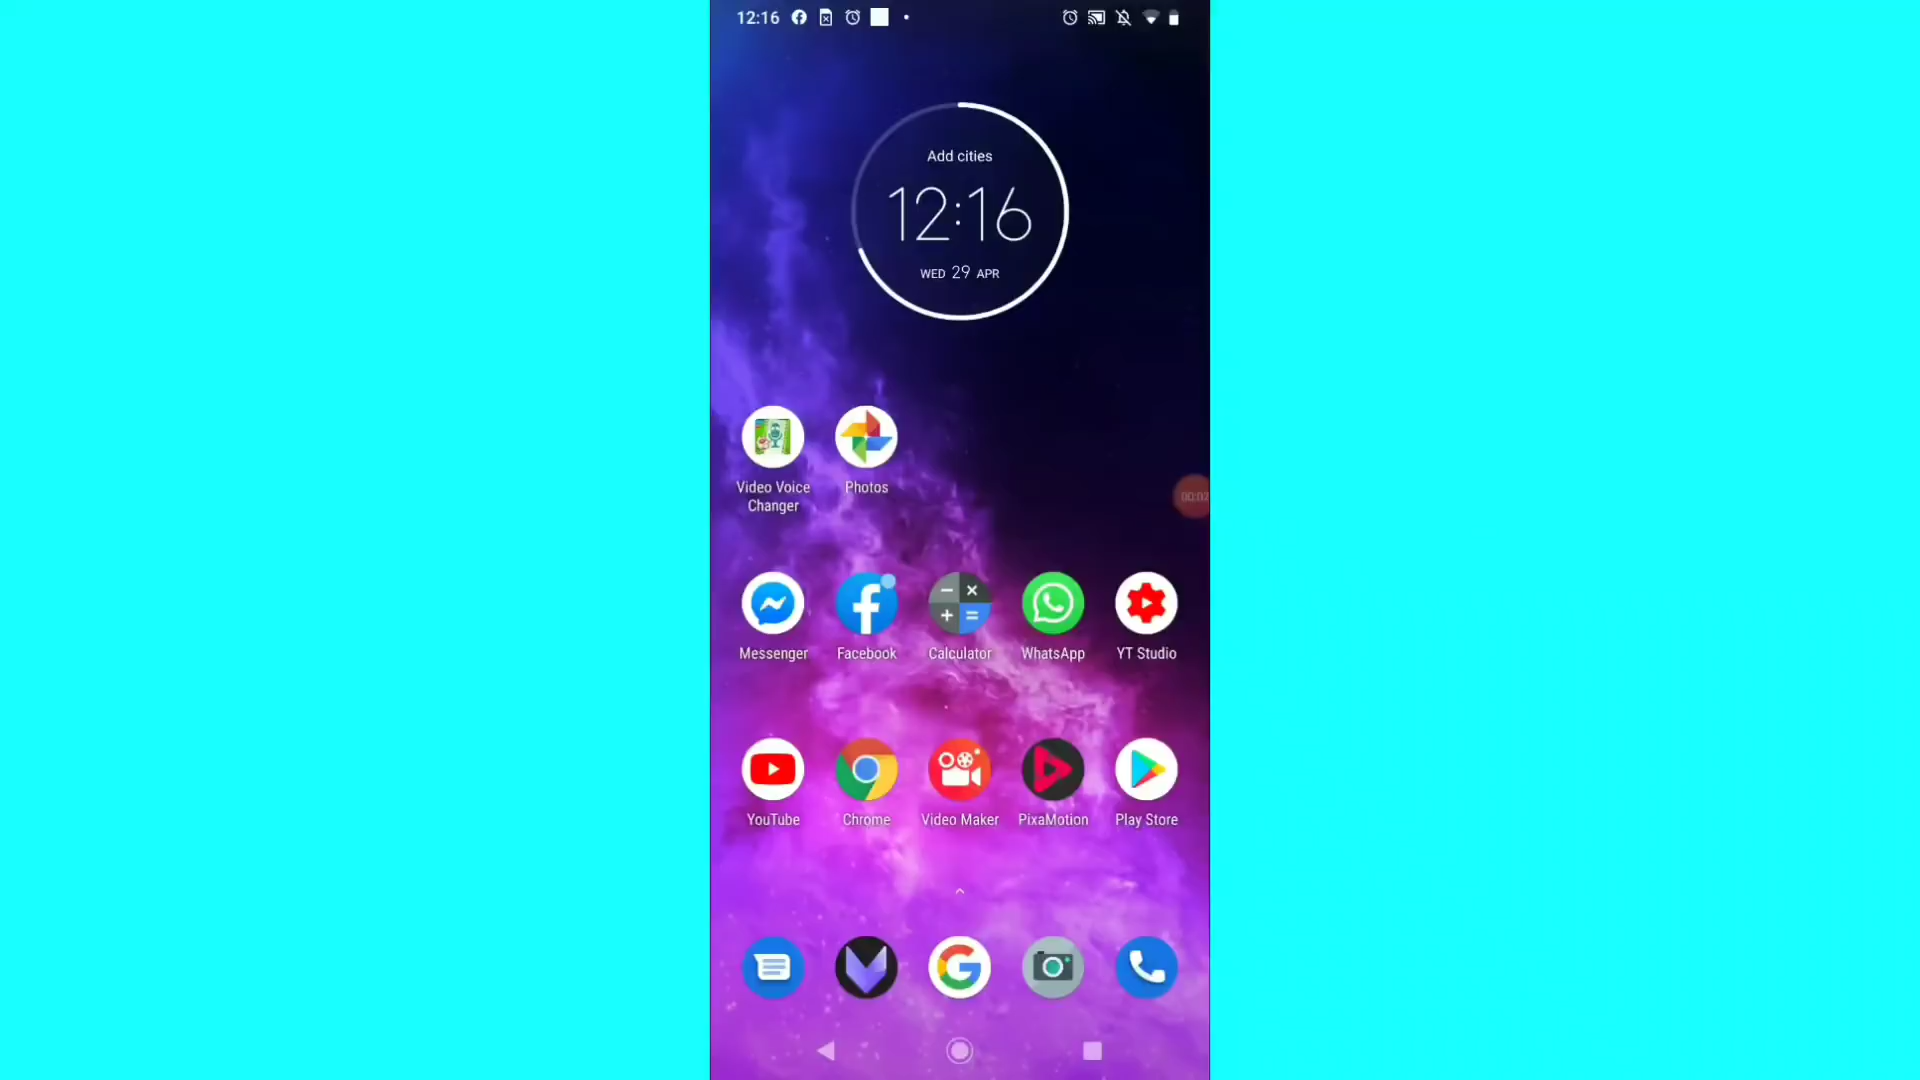 12:16
Add cities
12:16
WED 29 APR
Video Voice
Changer
Photos
Messenger
Facebook
Calculator
WhatsApp
YT Studio
YouTube
Chrome
Video Maker
PixaMotion
Play Store